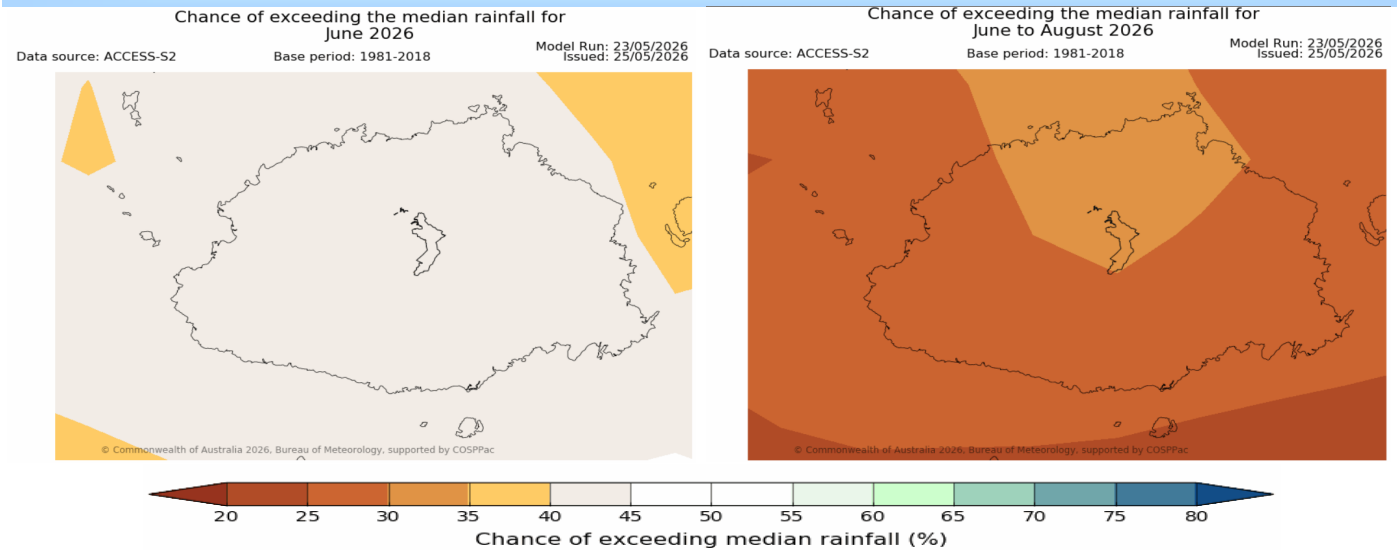 Chance of exceeding the median rainfall for
June 2026
Model Run: 23/05/2026
Data source: ACCESS-S2 Base period: 1981-2018 Issued: 25/05/2026
© Commonwealth of Australia 2026, Bureau of Meteorology, supported by COSPPac
Chance of exceeding the median rainfall for
June to August 2026
Model Run: 23/05/2026
Data source: ACCESS-S2 Base period: 1981-2018 Issued: 25/05/2026
© Commonwealth of Australia 2026, Bureau of Meteorology, supported by COSPPac
20 25 30 35 40 45 50 55 60 65 70 75 80
Chance of exceeding median rainfall (%)